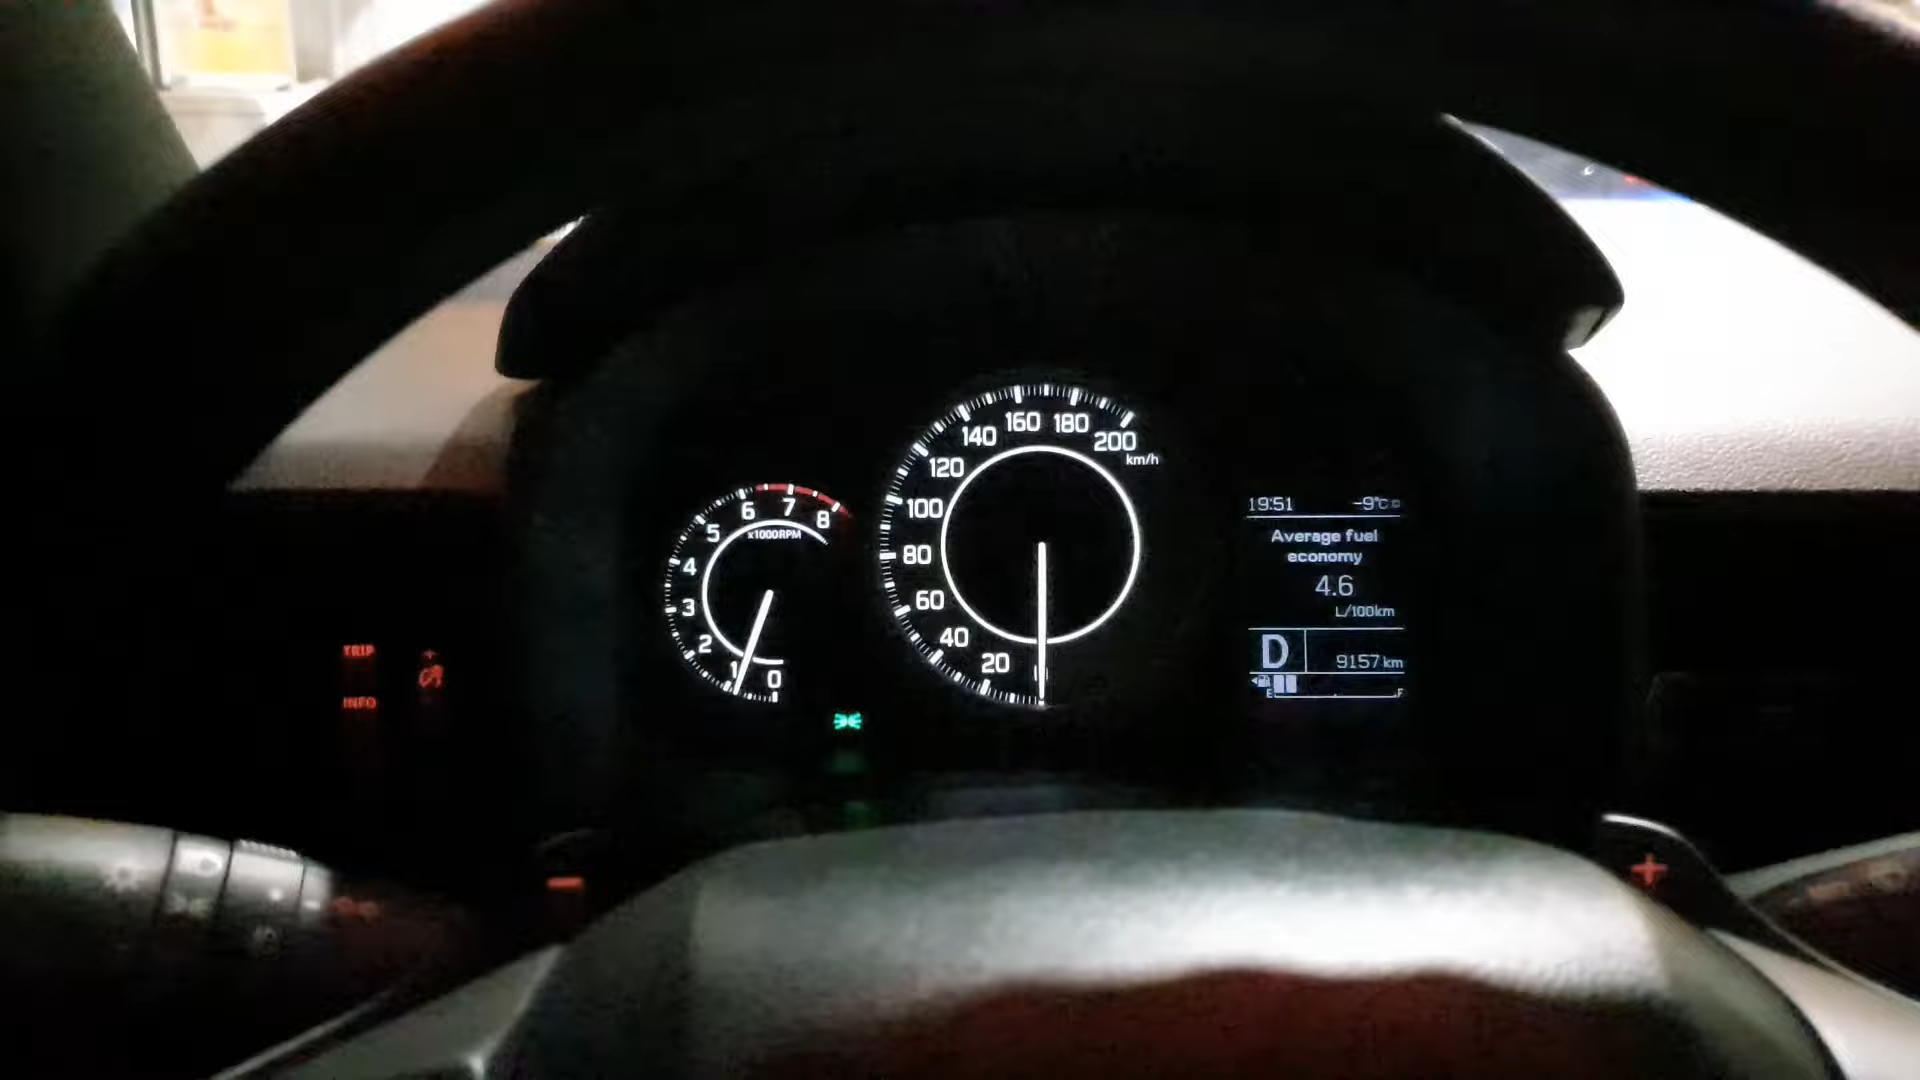 200
180
160
140
120
100
80
60
40
20
km/h
8
7
6
5
4
3
2
1
0
x1000RPM
19:51 -9°C
Average fuel
economy
4.6
L/100km
D 9157 km
E F
TRIP
INFO
- +